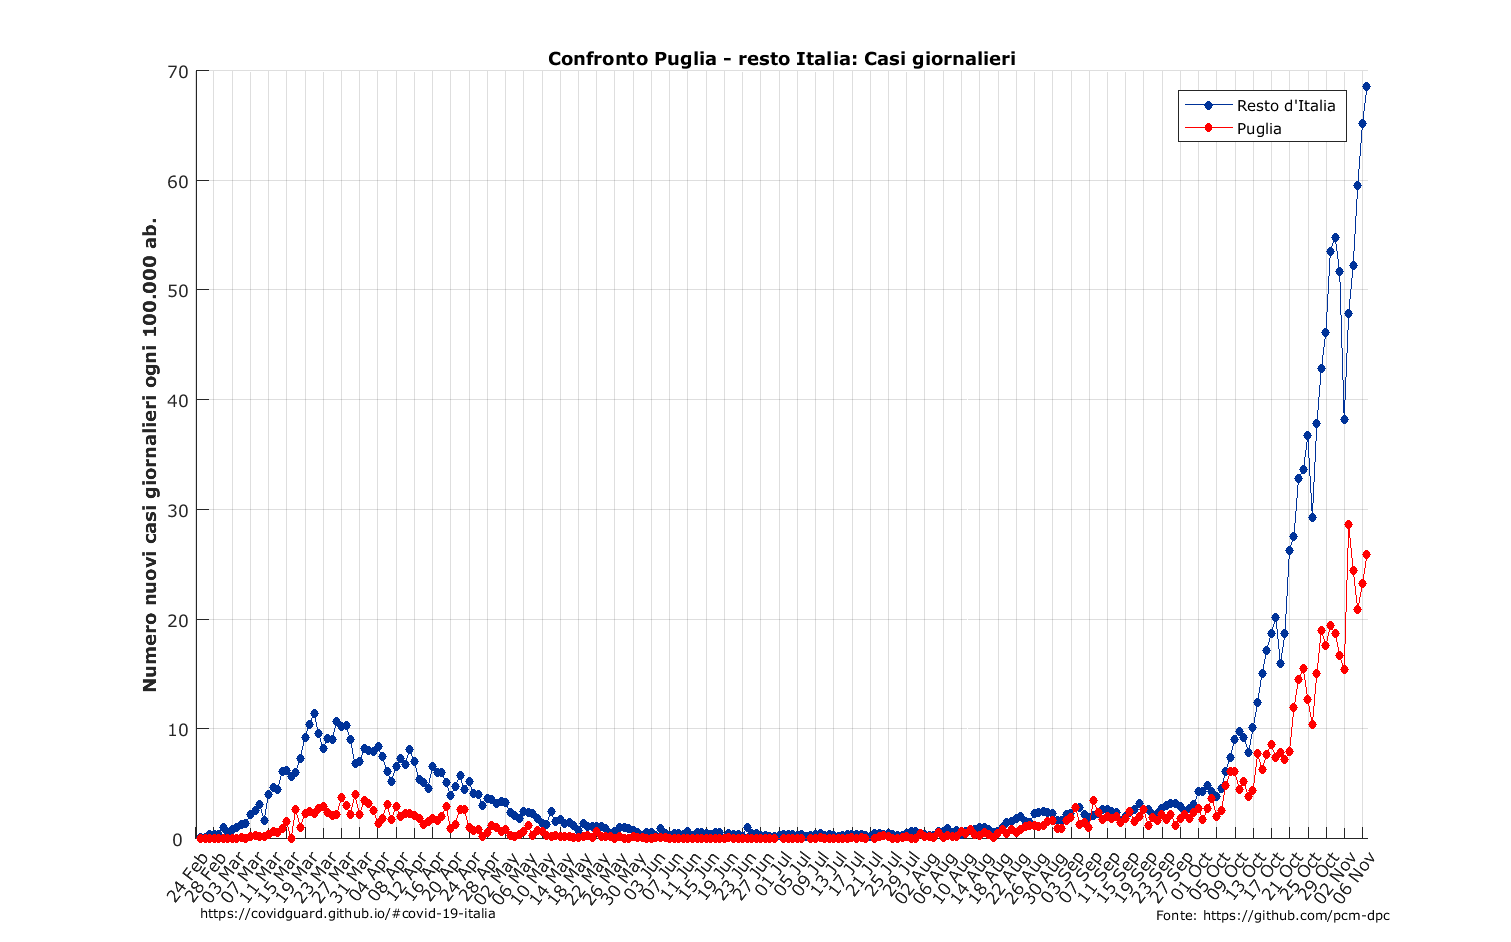 Confronto Puglia - resto Italia: Casi giornalieri
Resto d'Italia
Puglia
Numero nuovi casi giornalieri ogni 100.000 ab.
70
60
50
40
30
20
10
0
24 Feb
28 Feb
03 Mar
07 Mar
11 Mar
15 Mar
19 Mar
23 Mar
27 Mar
31 Mar
04 Apr
08 Apr
12 Apr
16 Apr
20 Apr
24 Apr
28 Apr
02 May
06 May
10 May
14 May
18 May
22 May
26 May
30 May
03 Jun
07 Jun
11 Jun
15 Jun
19 Jun
23 Jun
27 Jun
01 Jul
05 Jul
09 Jul
13 Jul
17 Jul
21 Jul
25 Jul
29 Jul
02 Aug
06 Aug
10 Aug
14 Aug
18 Aug
22 Aug
26 Aug
30 Aug
03 Sep
07 Sep
11 Sep
15 Sep
19 Sep
23 Sep
27 Sep
01 Oct
05 Oct
09 Oct
13 Oct
17 Oct
21 Oct
25 Oct
29 Oct
02 Nov
06 Nov
https://covidguard.github.io/#covid-19-italia
Fonte: https://github.com/pcm-dpc